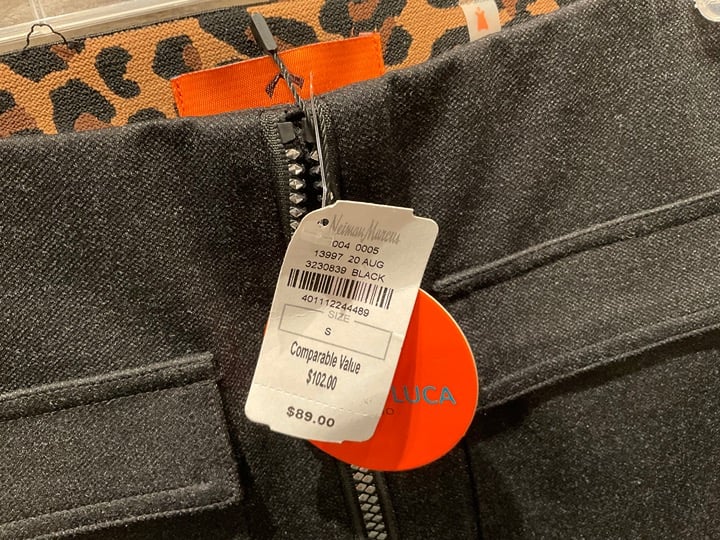 Neiman Marcus
004 0005
13997 20 AUG
3230839 BLACK
401112244489
SIZE
S
Comparable Value
$102.00
$89.00
LUCA